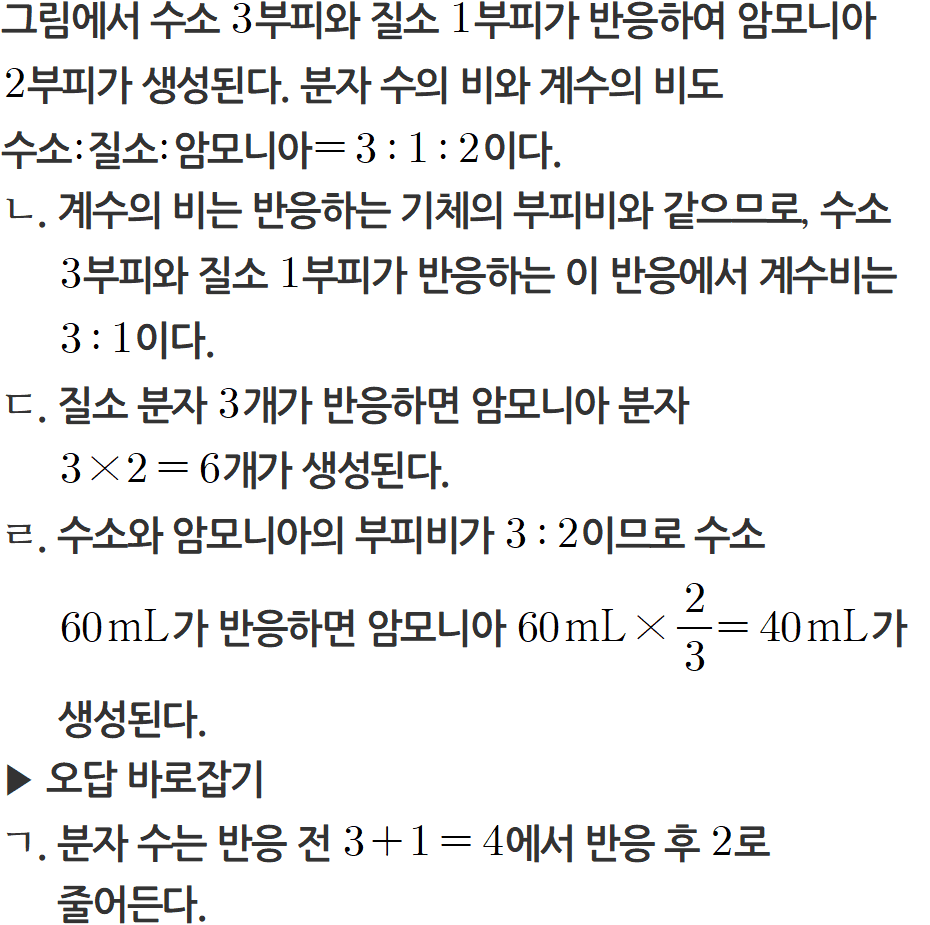 그림에서 수소 3부피와 질소 1부피가 반응하여 암모니아
2부피가 생성된다. 분자 수의 비와 계수의 비도
수소:질소:암모니아= 3 : 1 : 2이다.
ㄴ. 계수의 비는 반응하는 기체의 부피비와 같으므로, 수소
3부피와 질소 1부피가 반응하는 이 반응에서 계수비는
3 : 1이다.
ㄷ. 질소 분자 3개가 반응하면 암모니아 분자
3×2 = 6개가 생성된다.
ㄹ. 수소와 암모니아의 부피비가 3 : 2이므로 수소
60mL가 반응하면 암모니아 60mL × 2/3 = 40mL가
생성된다.
▶ 오답 바로잡기
ㄱ. 분자 수는 반응 전 3+1 = 4에서 반응 후 2로
줄어든다.